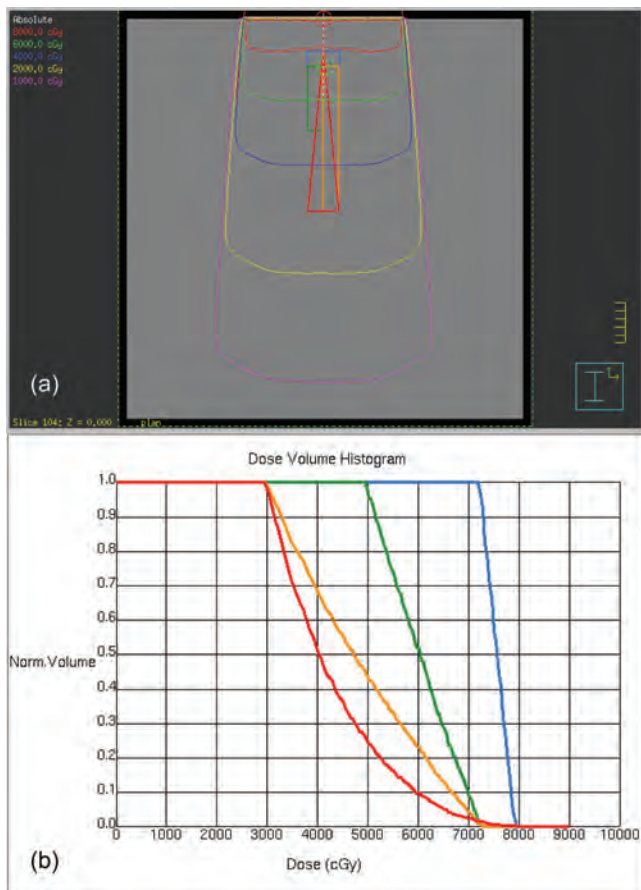 Absolute
8000.0 cGy
6000.0 cGy
4000.0 cGy
2000.0 cGy
1000.0 cGy
(a)
Slice 104: Z = 0.000
Dose Volume Histogram
1.0
0.9
0.8
0.7
0.6
0.5
0.4
0.3
0.2
0.1
0.0
Norm.Volume
0 1000 2000 3000 4000 5000 6000 7000 8000 9000 10000
Dose (cGy)
(b)